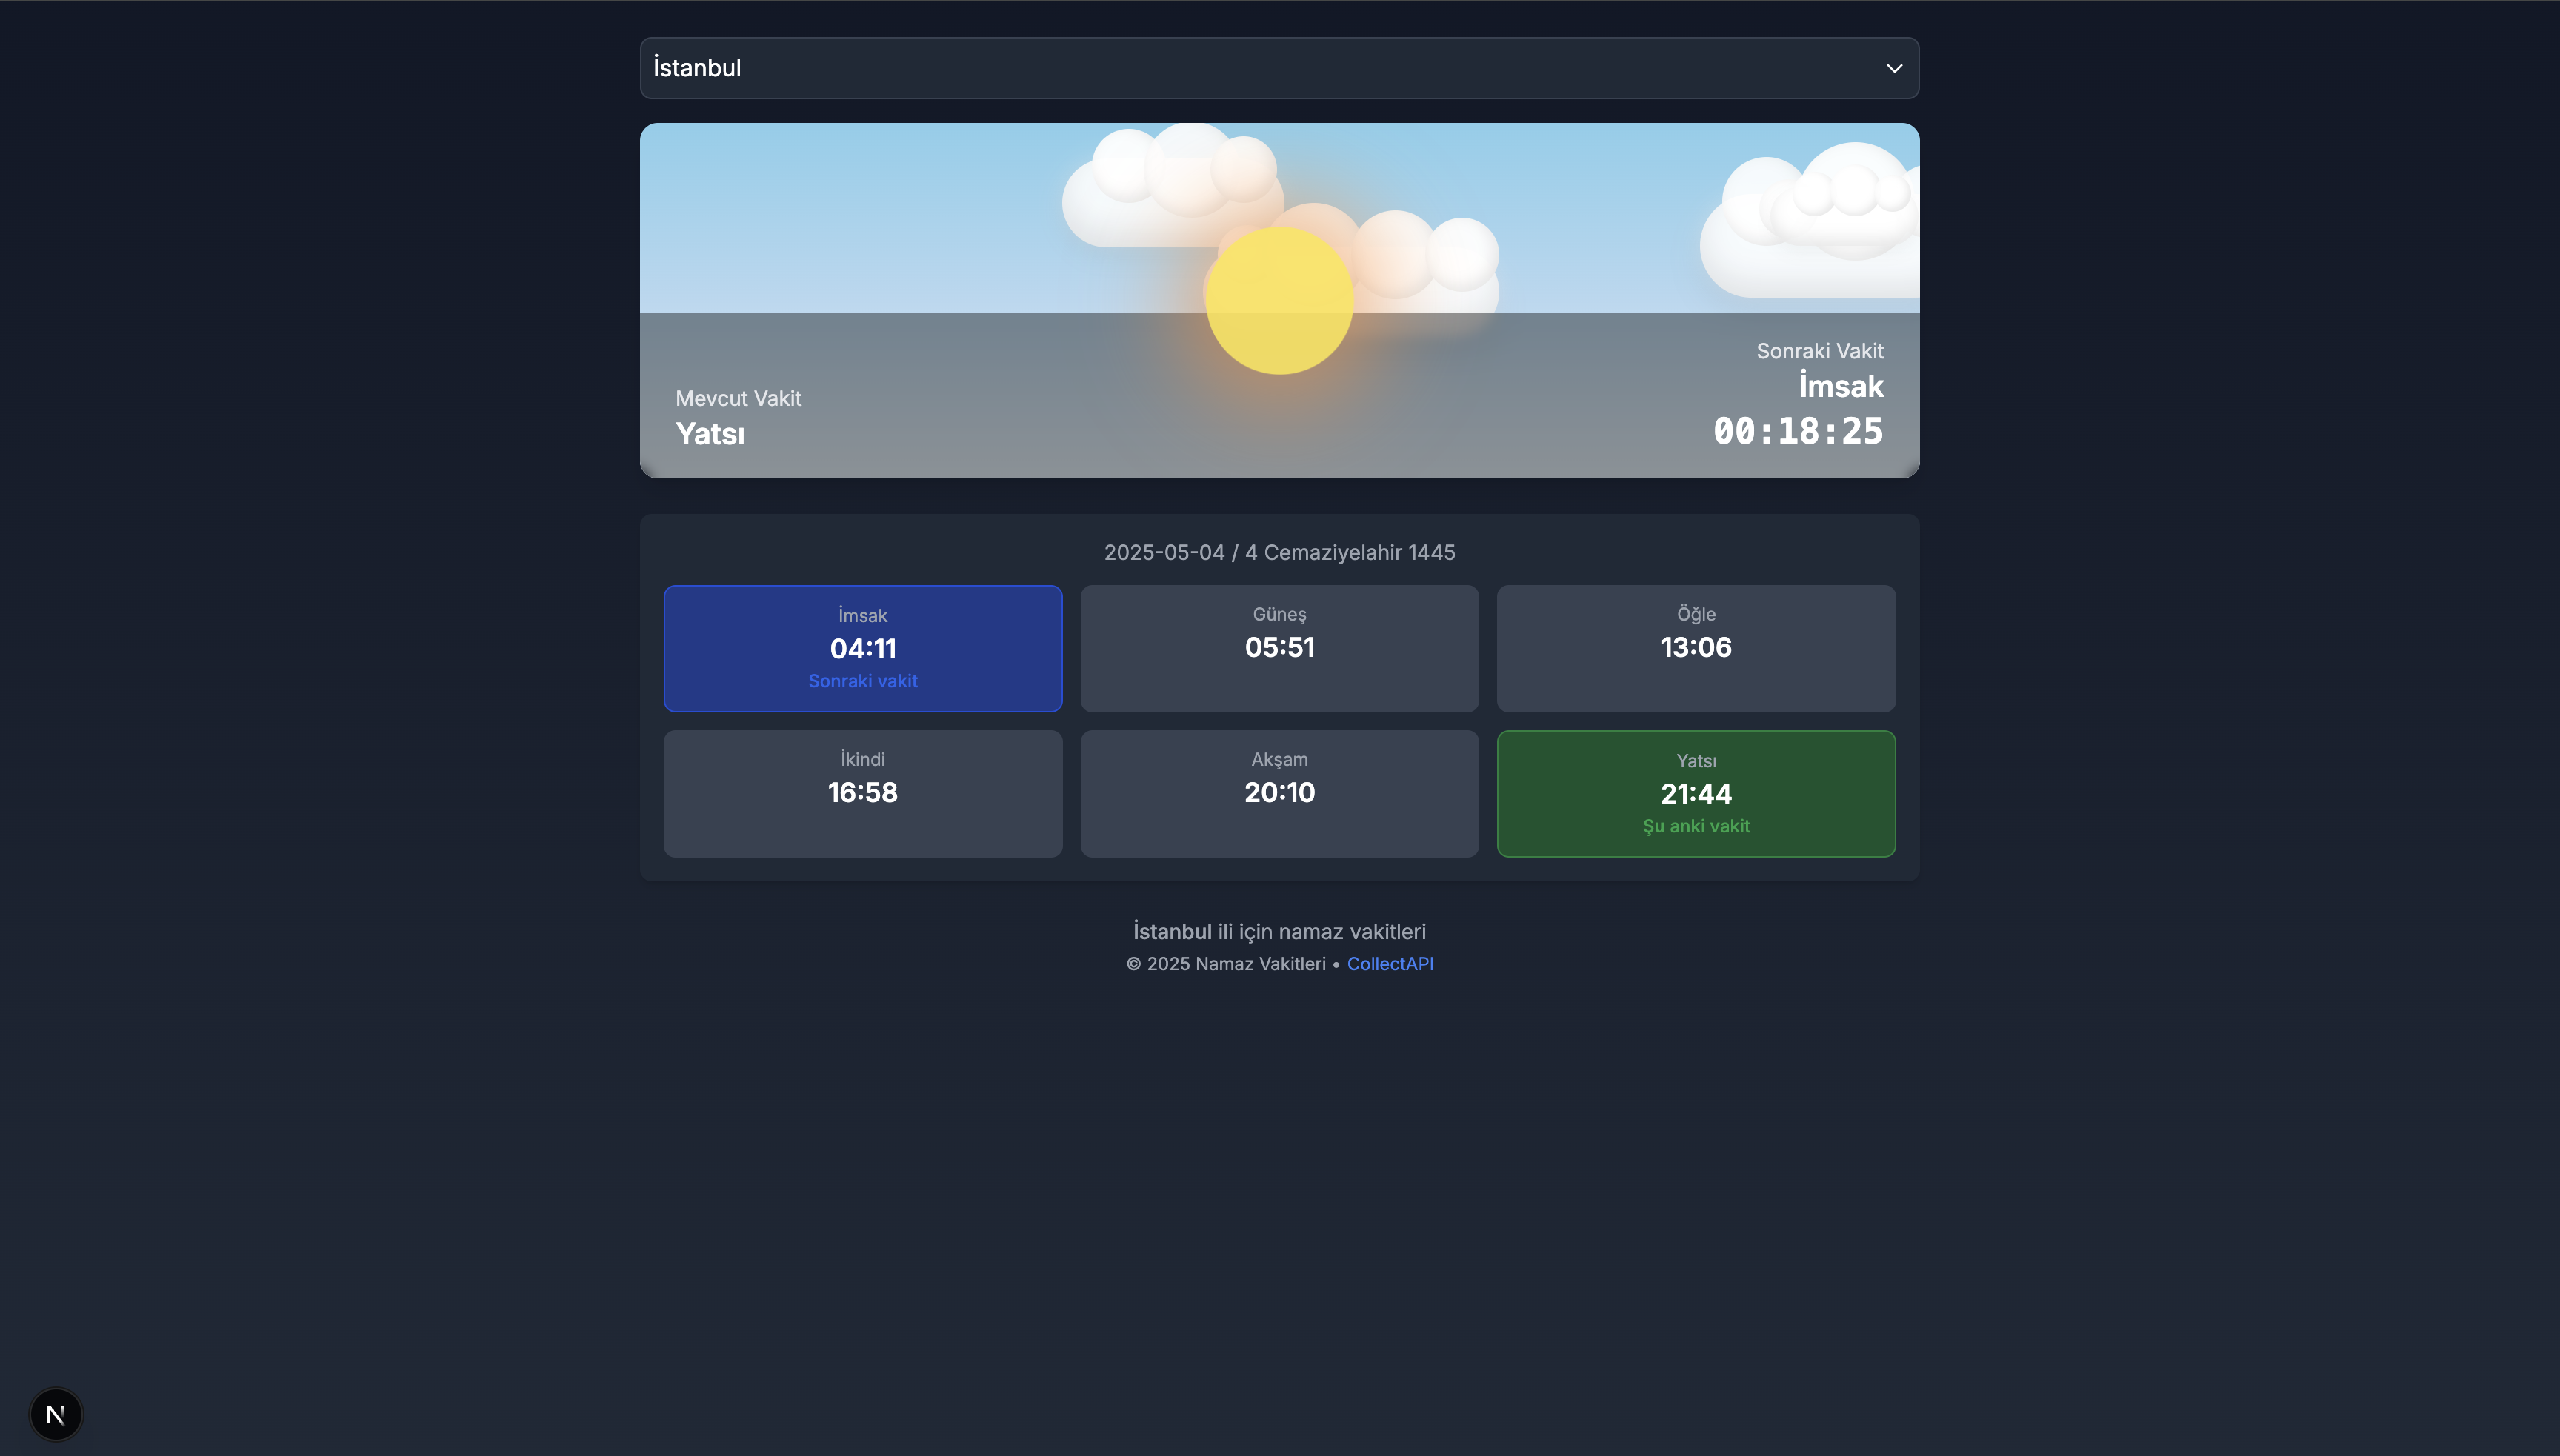 İstanbul
Mevcut Vakit
Yatsı
Sonraki Vakit
İmsak
00:18:25
2025-05-04 / 4 Cemaziyelahir 1445
İmsak
04:11
Sonraki vakit
Güneş
05:51
Öğle
13:06
İkindi
16:58
Akşam
20:10
Yatsı
21:44
Şu anki vakit
İstanbul ili için namaz vakitleri
© 2025 Namaz Vakitleri • CollectAPI
N